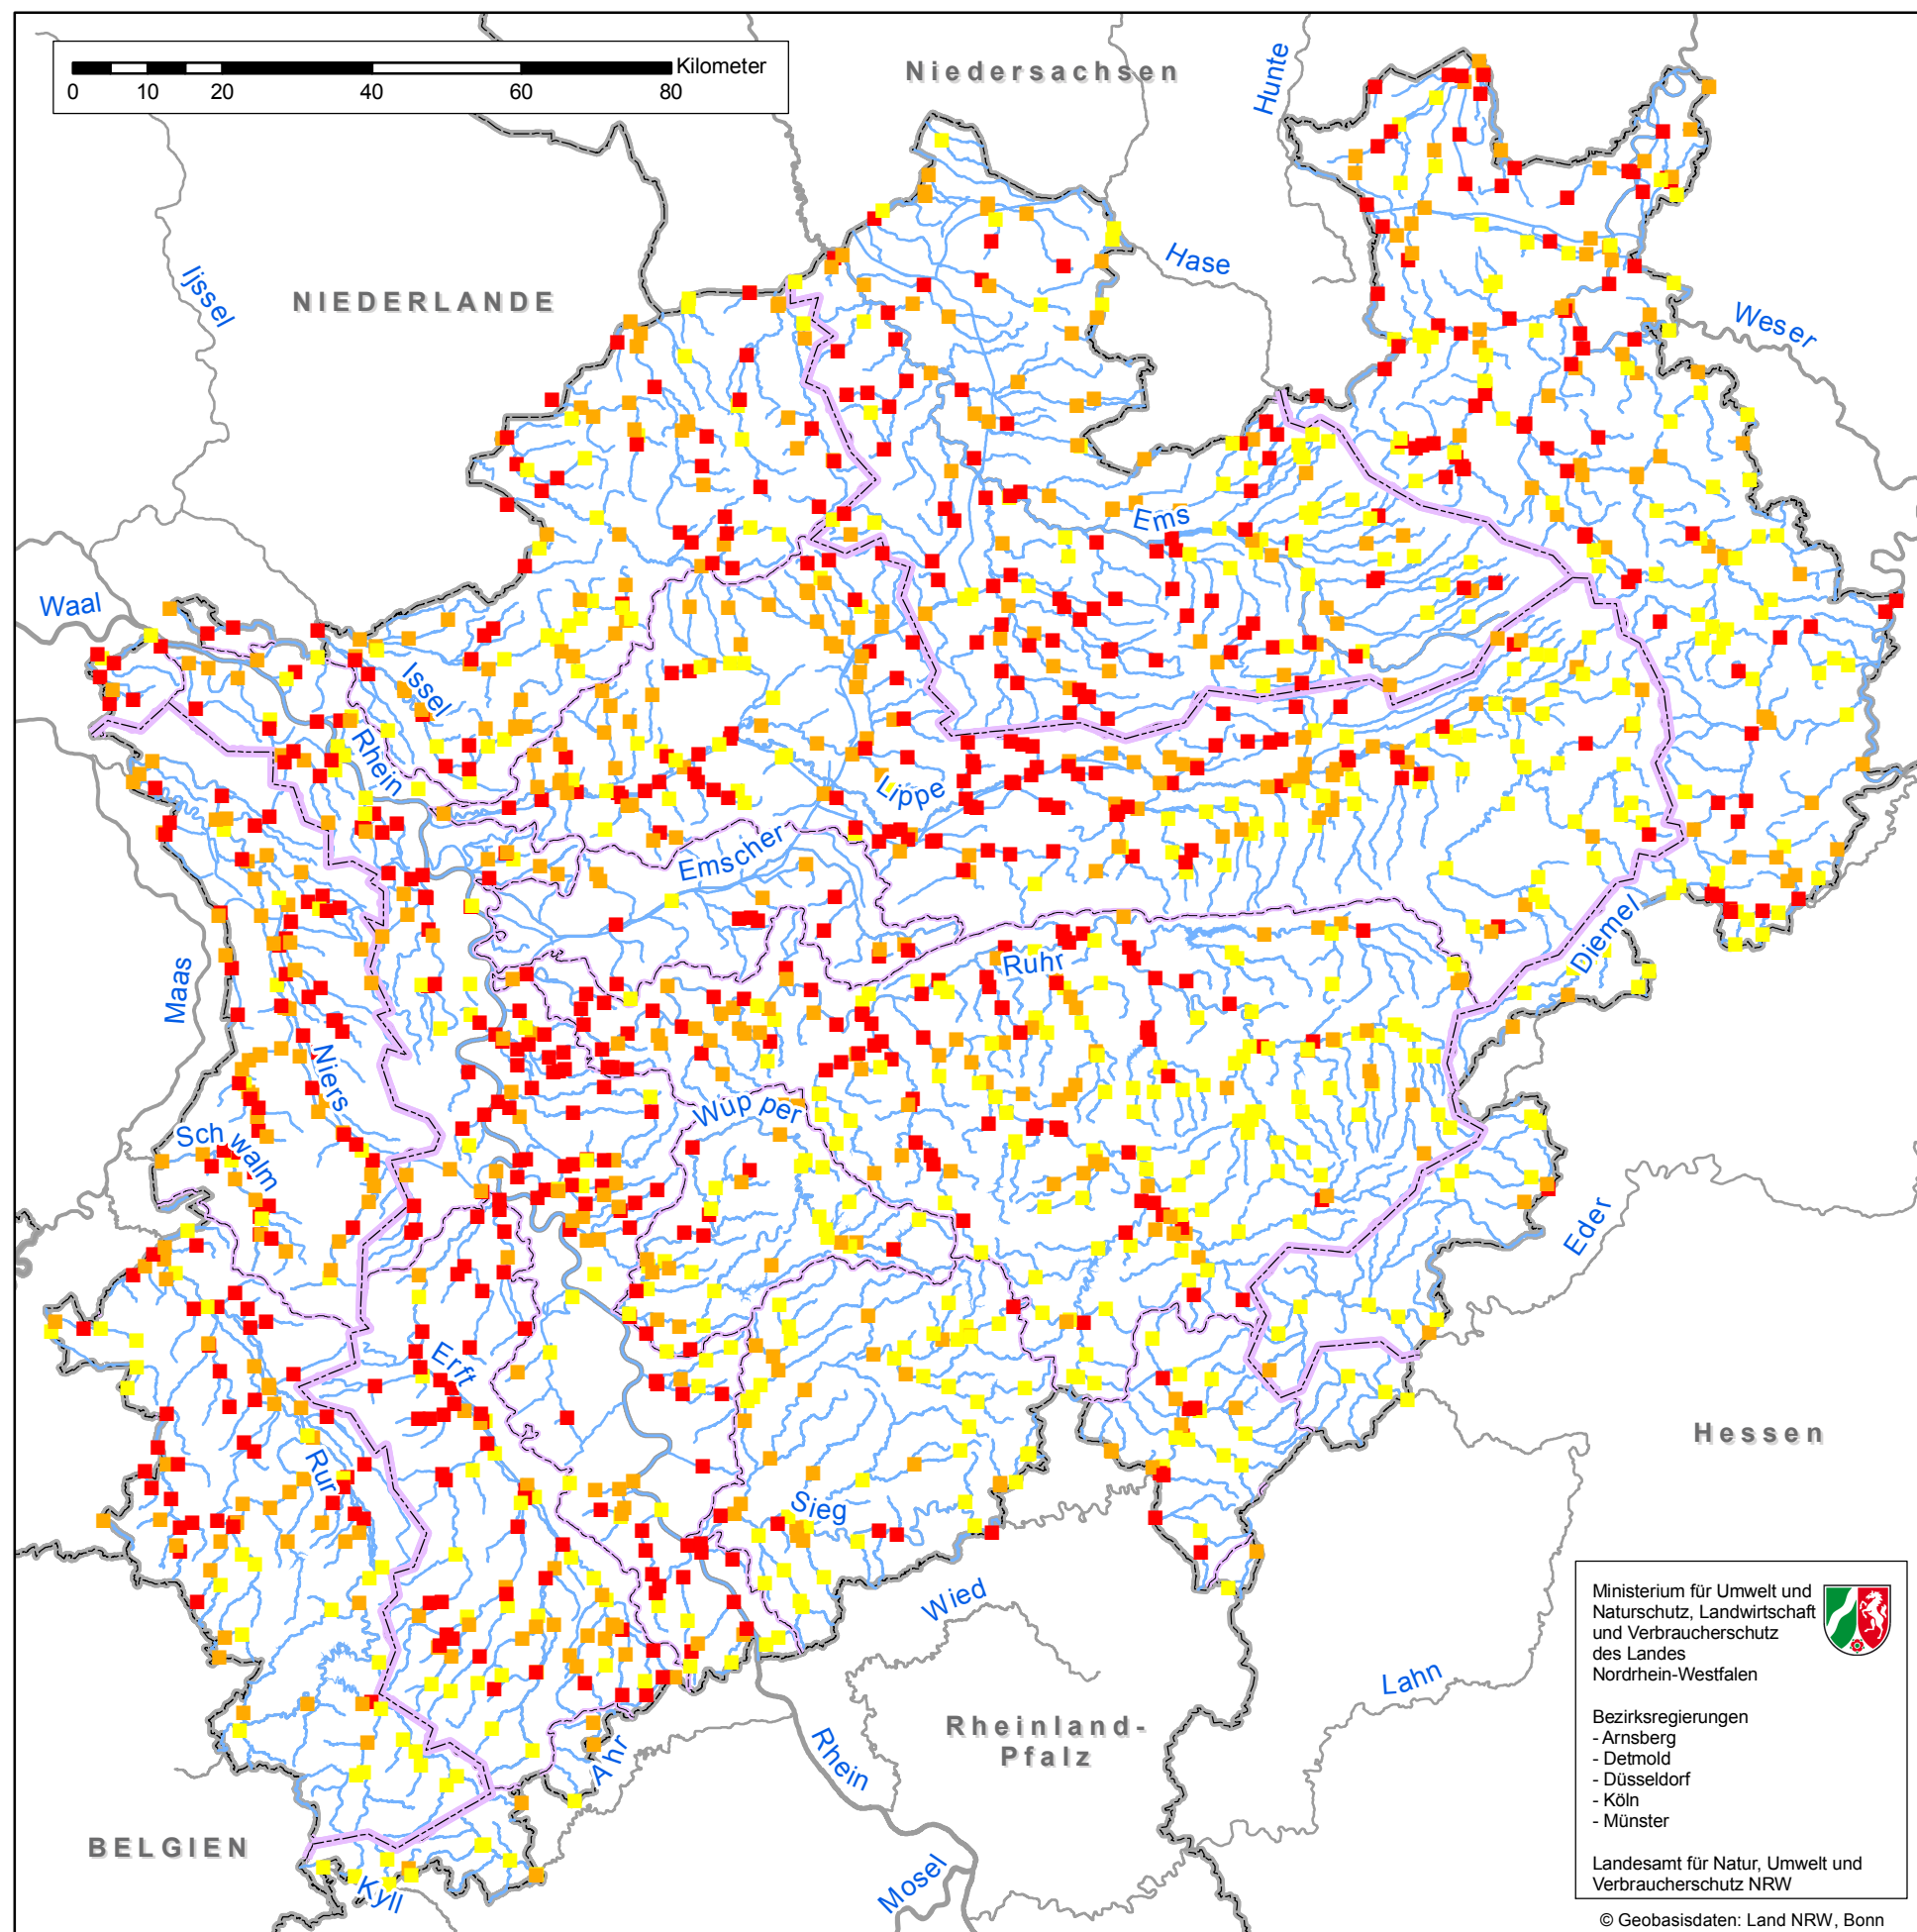 Kilometer
0 10 20 40 60 80
Niedersachsen
Hunte
Ijssel
NIEDERLANDE
Hase
Weser
Ems
Waal
Issel
Rhein
Lippe
Emscher
Ruhr
Diemel
Maas
Niers
Wupper
Schwalm
Eder
Erft
Hessen
Rur
Sieg
Wied
Lahn
Rheinland-
Pfalz
Rhein
Ahr
BELGIEN
Kyll
Mosel
Ministerium für Umwelt und
Naturschutz, Landwirtschaft
und Verbraucherschutz
des Landes
Nordrhein-Westfalen
Bezirksregierungen
- Arnsberg
- Detmold
- Düsseldorf
- Köln
- Münster
Landesamt für Natur, Umwelt und
Verbraucherschutz NRW
© Geobasisdaten: Land NRW, Bonn